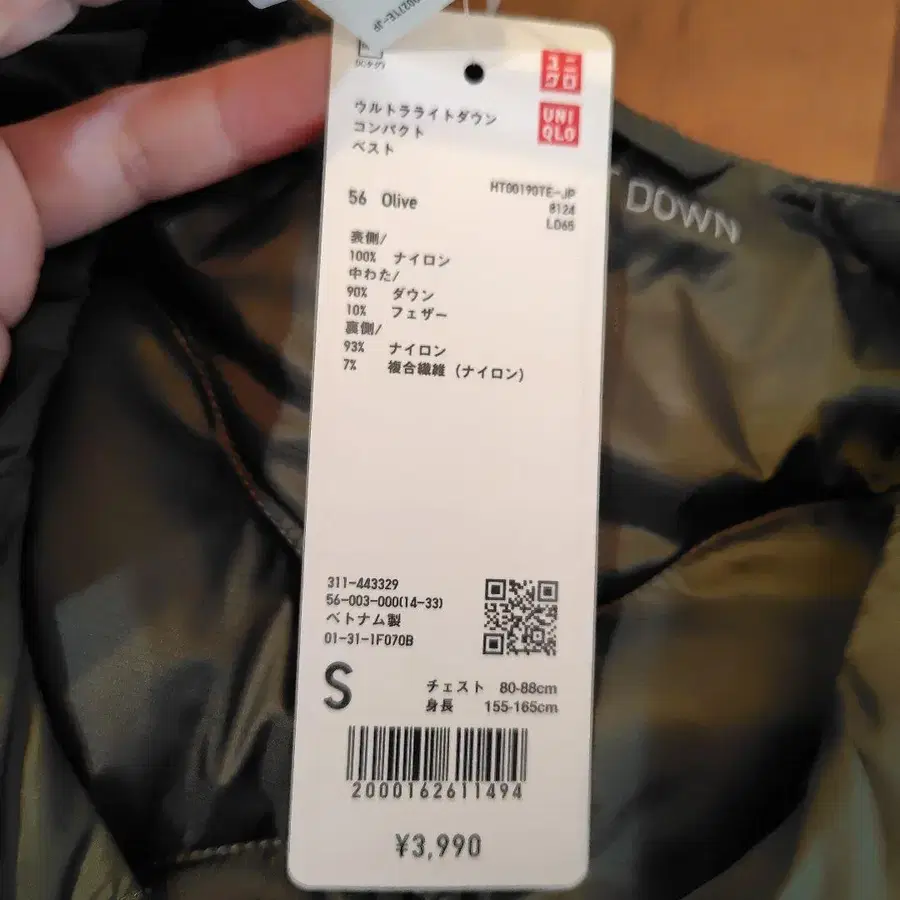 0027TE-JP
ユニ
クロ
UNI
QLO
ウルトラライトダウン
コンパクト
ベスト
56 Olive
HT00190TE-JP
8124
LD65
表側/
100% ナイロン
中わた/
90% ダウン
10% フェザー
裏側/
93% ナイロン
7% 複合繊維(ナイロン)
DOWN
311-443329
56-003-000(14-33)
ベトナム製
01-31-1F070B
S
チェスト 80-88cm
身長 155-165cm
2000162611494
¥3,990